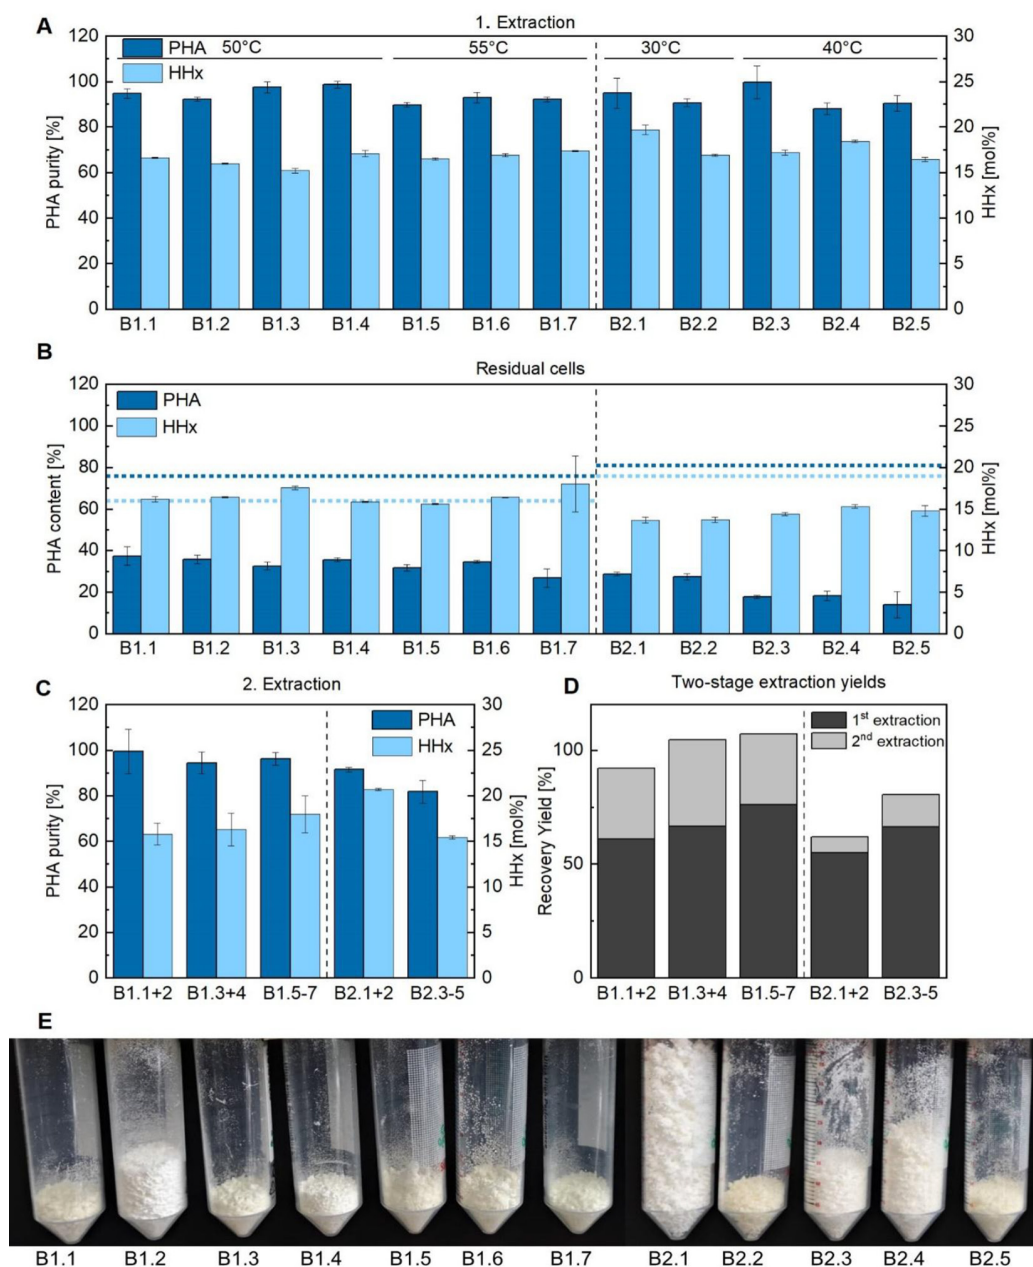 A
1. Extraction
PHA
HHx
50°C
55°C
30°C
40°C
PHA purity [%]
HHx [mol%]
0 20 40 60 80 100 120
0 5 10 15 20 25 30
B1.1 B1.2 B1.3 B1.4 B1.5 B1.6 B1.7 B2.1 B2.2 B2.3 B2.4 B2.5
B
Residual cells
PHA
HHx
PHA content [%]
HHx [mol%]
0 20 40 60 80 100 120
0 5 10 15 20 25 30
B1.1 B1.2 B1.3 B1.4 B1.5 B1.6 B1.7 B2.1 B2.2 B2.3 B2.4 B2.5
C
2. Extraction
PHA
HHx
PHA purity [%]
HHx [mol%]
0 20 40 60 80 100 120
0 5 10 15 20 25 30
B1.1+2 B1.3+4 B1.5-7 B2.1+2 B2.3-5
D
Two-stage extraction yields
1st extraction
2nd extraction
Recovery Yield [%]
0 50 100
B1.1+2 B1.3+4 B1.5-7 B2.1+2 B2.3-5
E
B1.1 B1.2 B1.3 B1.4 B1.5 B1.6 B1.7 B2.1 B2.2 B2.3 B2.4 B2.5